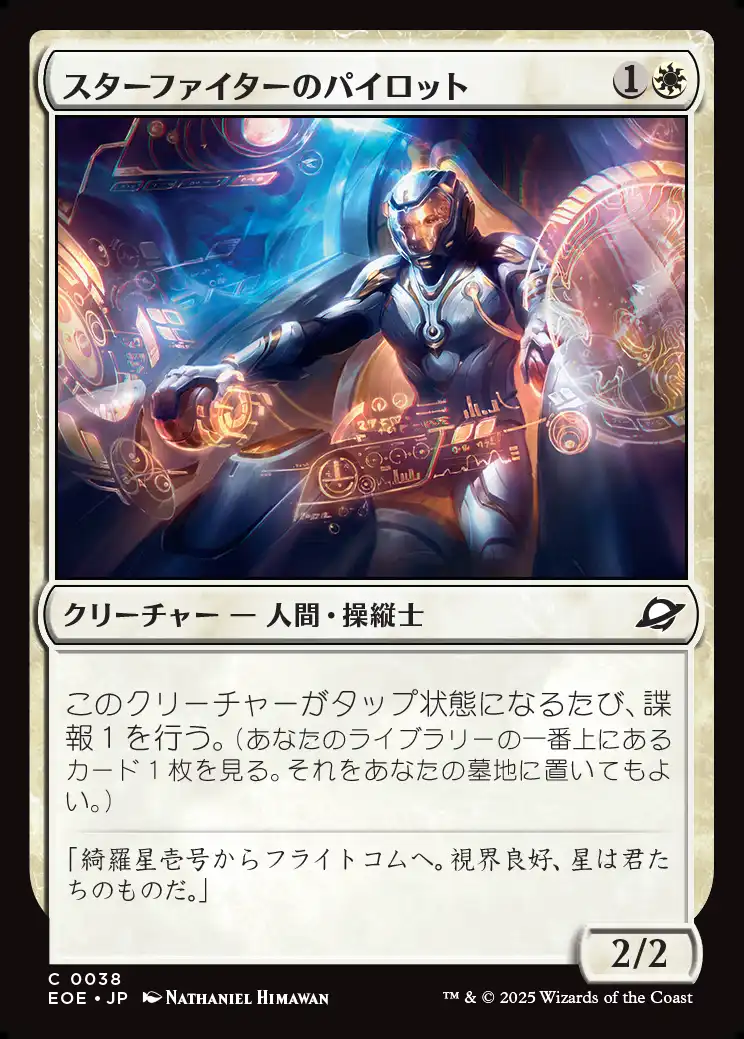 スターファイターのパイロット 1
クリーチャー — 人間・操縦士
このクリーチャーがタップ状態になるたび、諜
報1を行う。(あなたのライブラリーの一番上にある
カード1枚を見る。それをあなたの墓地に置いてもよ
い。)
「綺羅星壱号からフライトコムへ。視界良好、星は君た
ちのものだ。」
2/2
C 0038
EOE • JP Nathaniel Himawan
™ & © 2025 Wizards of the Coast